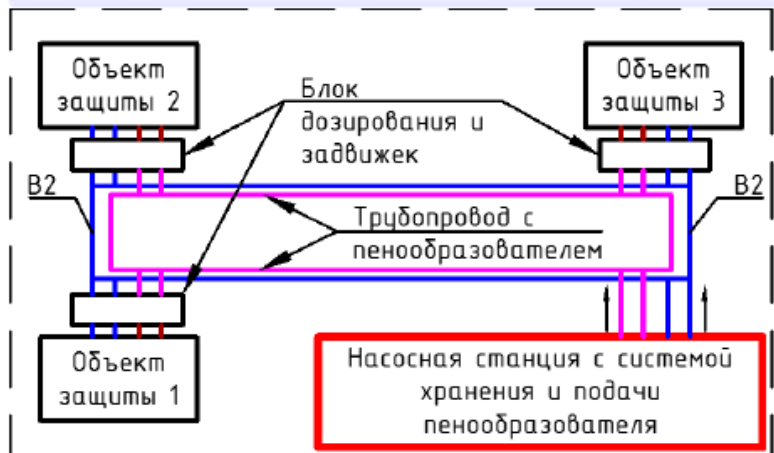 Объект
защиты 2
Блок
дозирования и
задвижек
Объект
защиты 3
В2
В2
Трубопровод с
пенообразователем
Объект
защиты 1
Насосная станция с системой
хранения и подачи
пенообразователя